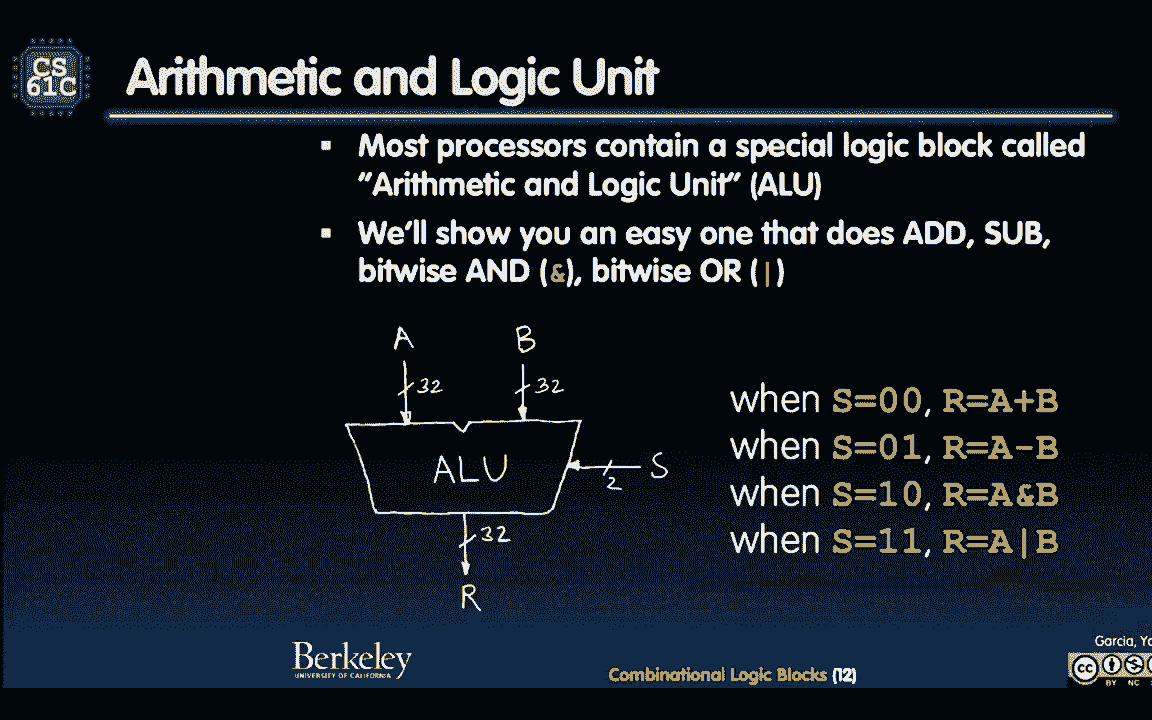 CS
61C
Arithmetic and Logic Unit
▪ Most processors contain a special logic block called
"Arithmetic and Logic Unit" (ALU)
▪ We'll show you an easy one that does ADD, SUB,
bitwise AND (&), bitwise OR (|)
A B
32 32
ALU
S
2
32
R
when S=00, R=A+B
when S=01, R=A-B
when S=10, R=A&B
when S=11, R=A|B
Berkeley
UNIVERSITY OF CALIFORNIA
Combinational Logic Blocks (12)
Garcia,
cc
BY NC